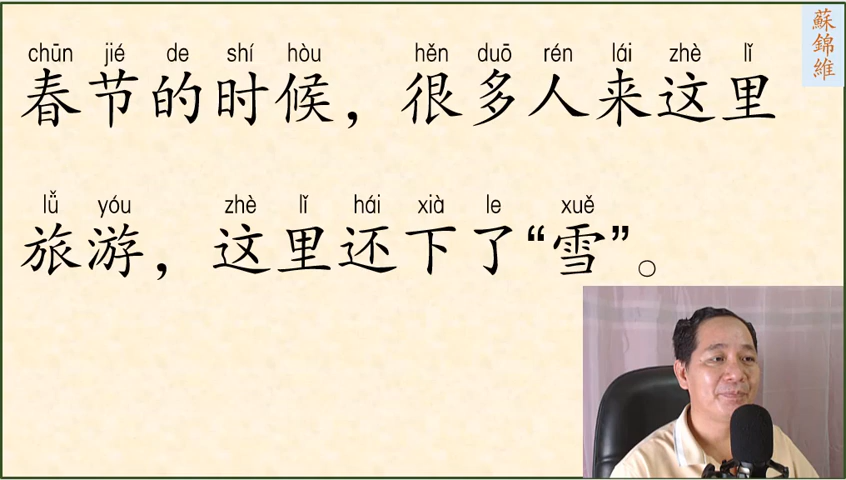 chūn jié de shí hòu hěn duō rén lái zhè lǐ
春节的时候，很多人来这里
lǚ yóu zhè lǐ hái xià le xuě
旅游，这里还下了“雪”。
蘇錦維